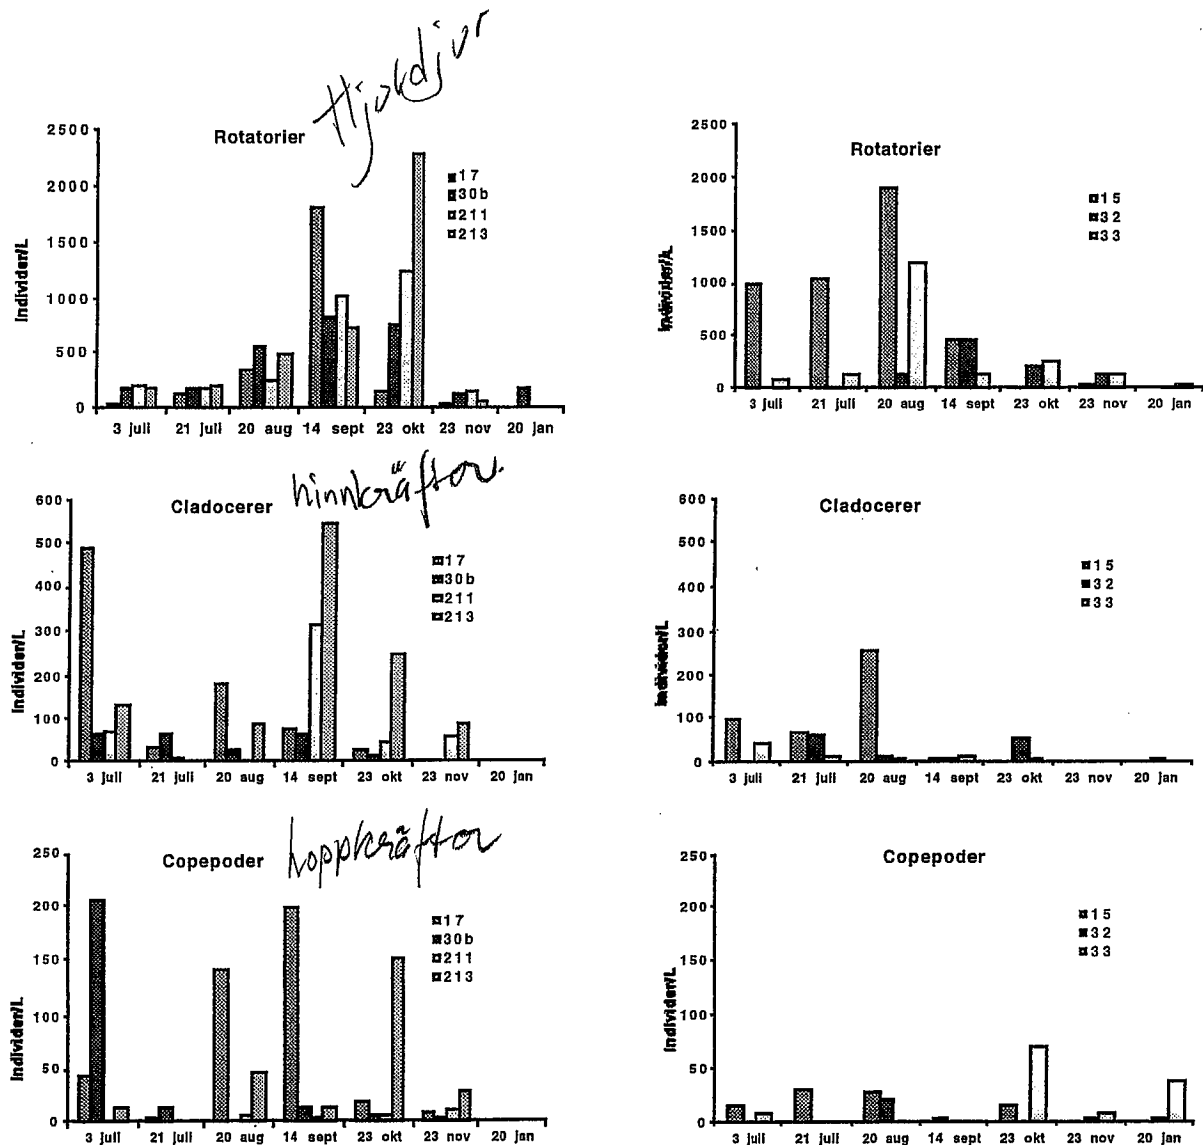 Rotatorier
Hjuldjur
2500
2000
1500
1000
500
0
Individer/L
17
30b
211
213
3 juli 21 juli 20 aug 14 sept 23 okt 23 nov 20 jan
Rotatorier
2500
2000
1500
1000
500
0
Individer/L
15
32
33
3 juli 21 juli 20 aug 14 sept 23 okt 23 nov 20 jan
Cladocerer
hinnkräftor
600
500
400
300
200
100
0
Individer/L
17
30b
211
213
3 juli 21 juli 20 aug 14 sept 23 okt 23 nov 20 jan
Cladocerer
600
500
400
300
200
100
0
Individer/L
15
32
33
3 juli 21 juli 20 aug 14 sept 23 okt 23 nov 20 jan
Copepoder
hoppkräftor
250
200
150
100
50
0
Individer/L
17
30b
211
213
3 juli 21 juli 20 aug 14 sept 23 okt 23 nov 20 jan
Copepoder
250
200
150
100
50
0
Individer/L
15
32
33
3 juli 21 juli 20 aug 14 sept 23 okt 23 nov 20 jan